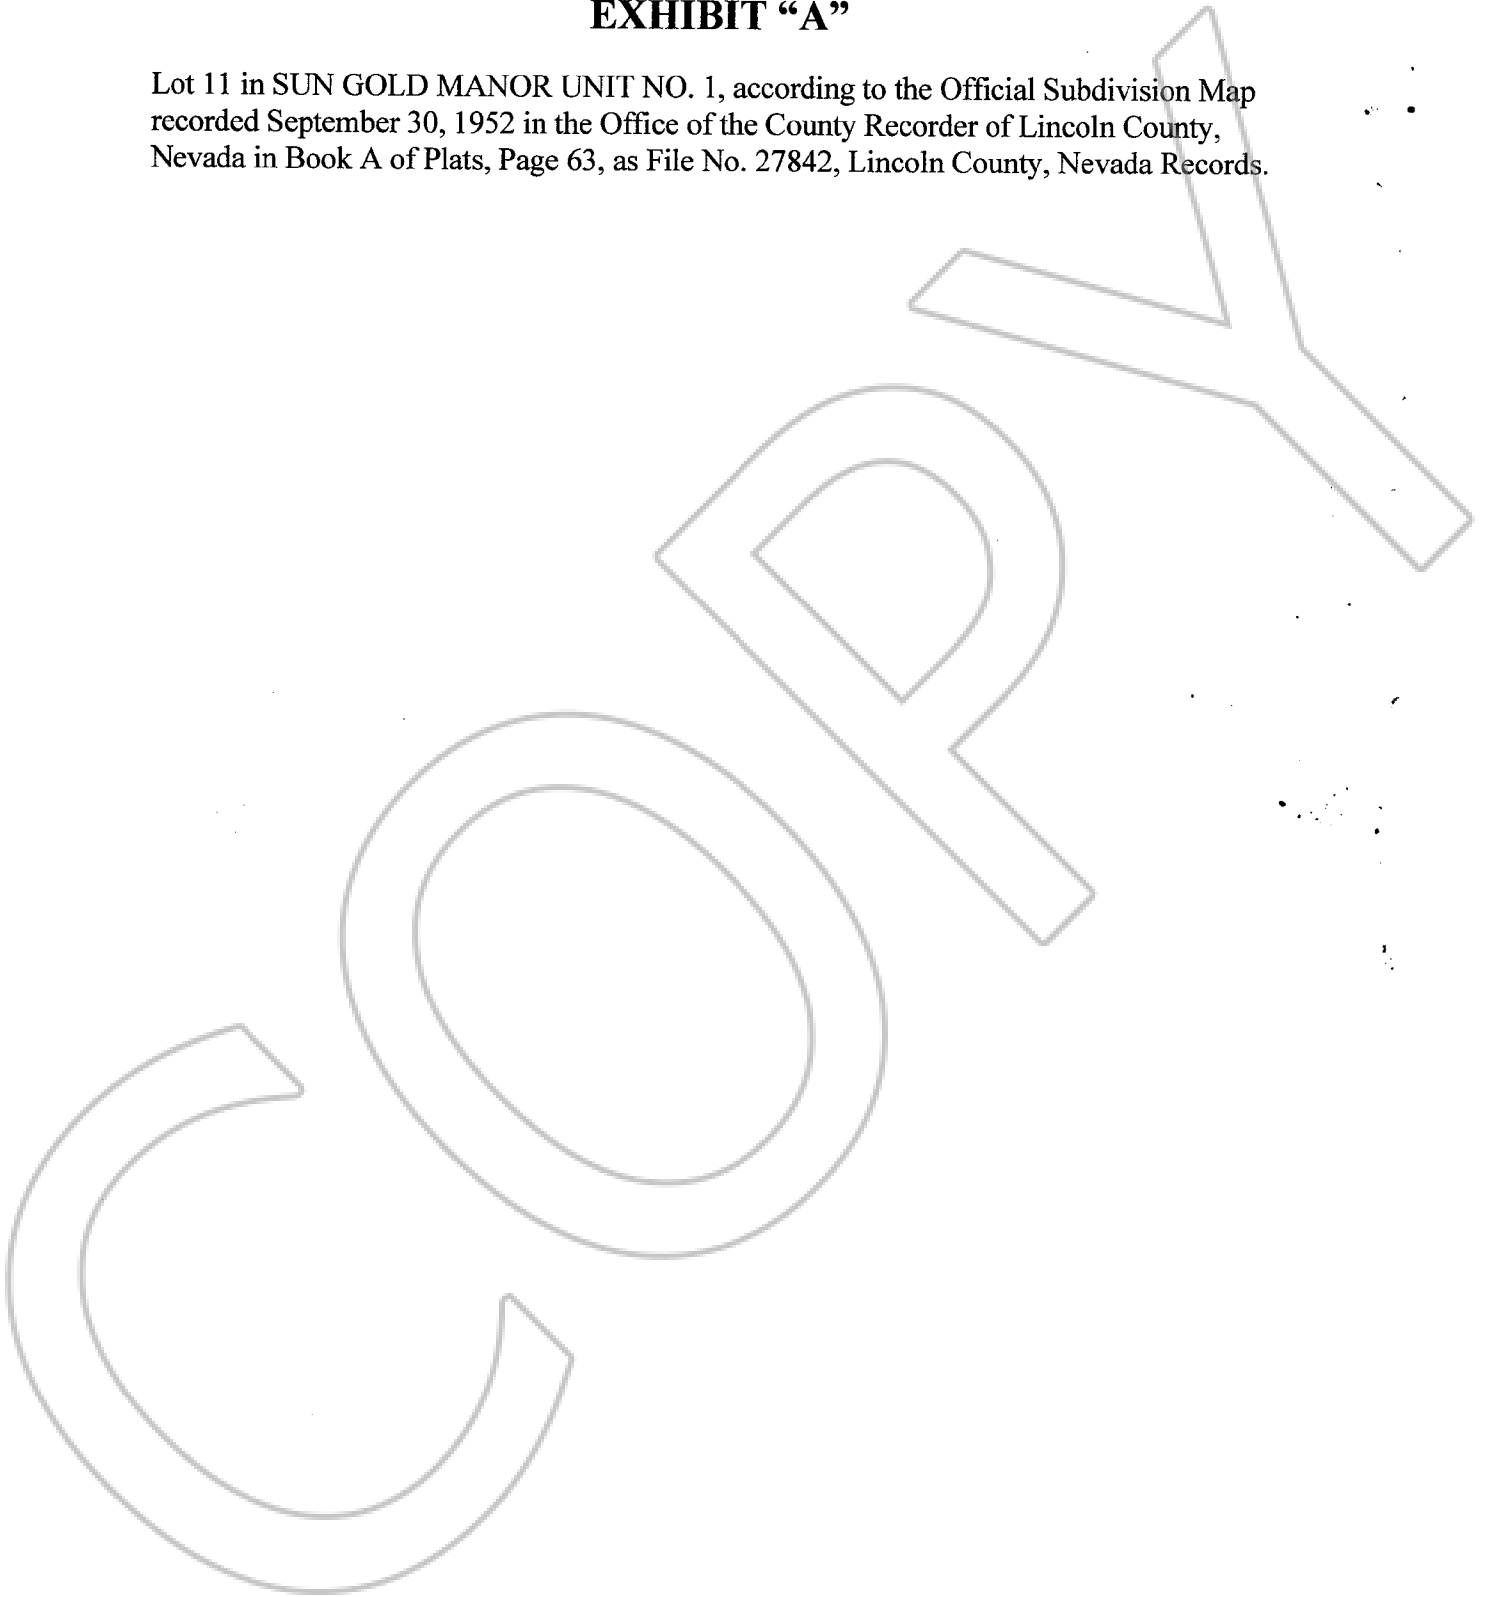 EXHIBIT “A”
Lot 11 in SUN GOLD MANOR UNIT NO. 1, according to the Official Subdivision Map
recorded September 30, 1952 in the Office of the County Recorder of Lincoln County,
Nevada in Book A of Plats, Page 63, as File No. 27842, Lincoln County, Nevada Records.
COPY